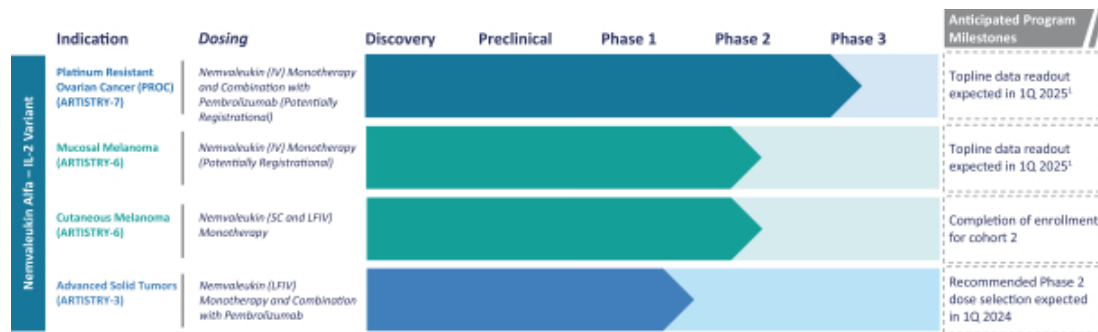 Anticipated Program
Milestones
Indication
Dosing
Discovery
Preclinical
Phase 1
Phase 2
Phase 3
Nemvaleukin Alfa – IL-2 Variant
Platinum Resistant
Ovarian Cancer (PROC)
(ARTISTRY-7)
Nemvaleukin (IV) Monotherapy
and Combination with
Pembrolizumab (Potentially
Registrational)
Topline data readout
expected in 1Q 2025¹
Mucosal Melanoma
(ARTISTRY-6)
Nemvaleukin (IV) Monotherapy
(Potentially Registrational)
Topline data readout
expected in 1Q 2025¹
Cutaneous Melanoma
(ARTISTRY-6)
Nemvaleukin (SC and LFIV)
Monotherapy
Completion of enrollment
for cohort 2
Advanced Solid Tumors
(ARTISTRY-3)
Nemvaleukin (LFIV)
Monotherapy and Combination
with Pembrolizumab
Recommended Phase 2
dose selection expected
in 1Q 2024